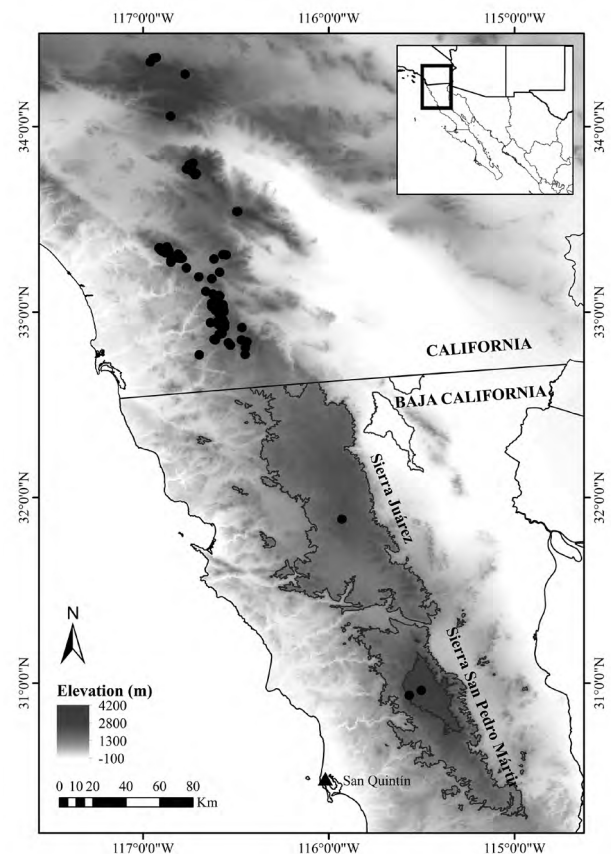 117°0'0"W 116°0'0"W 115°0'0"W
34°0'0"N
34°0'0"N
33°0'0"N
33°0'0"N
CALIFORNIA
BAJA CALIFORNIA
32°0'0"N
32°0'0"N
Sierra Juárez
N
31°0'0"N
31°0'0"N
Sierra San Pedro Mártir
Elevation (m)
4200
2800
1300
-100
San Quintín
0 10 20 40 60 80
Km
117°0'0"W 116°0'0"W 115°0'0"W